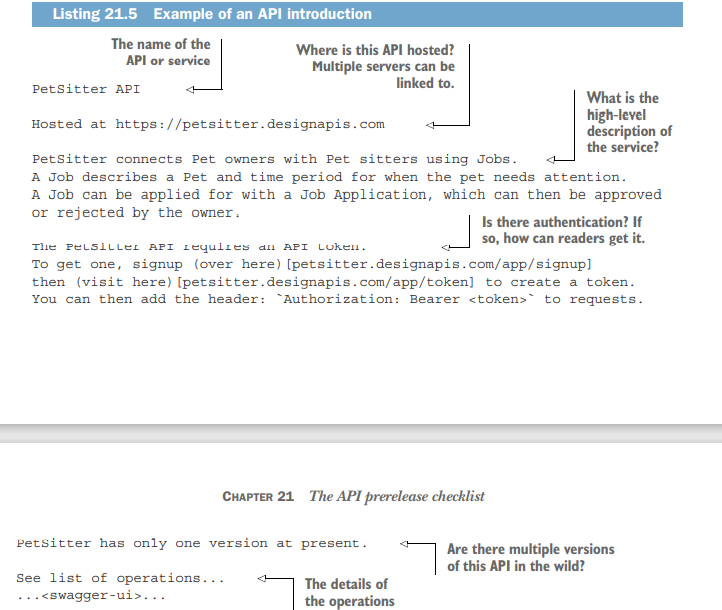 Listing 21.5 Example of an API introduction
The name of the
API or service
Where is this API hosted?
Multiple servers can be
linked to.
PetSitter API
What is the
high-level
description of
the service?
Hosted at https://petsitter.designapis.com
PetSitter connects Pet owners with Pet sitters using Jobs.
A Job describes a Pet and time period for when the pet needs attention.
A Job can be applied for with a Job Application, which can then be approved
or rejected by the owner.
Is there authentication? If
so, how can readers get it.
The PetSitter API requires an API token.
To get one, signup (over here)[petsitter.designapis.com/app/signup]
then (visit here)[petsitter.designapis.com/app/token] to create a token.
You can then add the header: `Authorization: Bearer <token>` to requests.
CHAPTER 21 The API prerelease checklist
PetSitter has only one version at present.
Are there multiple versions
of this API in the wild?
See list of operations...
...<swagger-ui>...
The details of
the operations